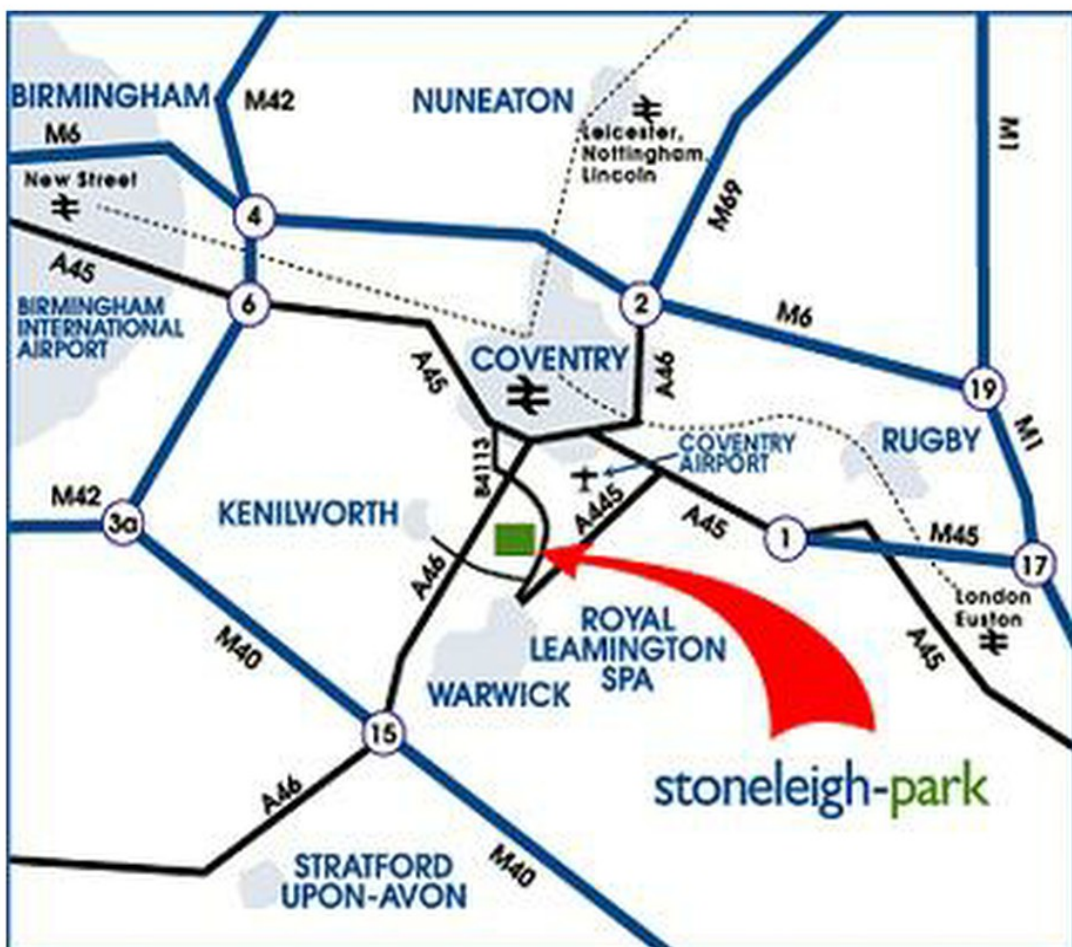 BIRMINGHAM
M42
NUNEATON
M6
Leicester,
Nottingham,
Lincoln
M1
New Street
4
M69
A45
6
2
M6
BIRMINGHAM
INTERNATIONAL
AIRPORT
A45
COVENTRY
A46
19
M1
B4113
COVENTRY
AIRPORT
RUGBY
M42
3a
KENILWORTH
A445
A45
1
M45
17
A46
London
Euston
A45
ROYAL
LEAMINGTON
SPA
M40
WARWICK
15
stoneleigh-park
A46
STRATFORD
UPON-AVON
M40